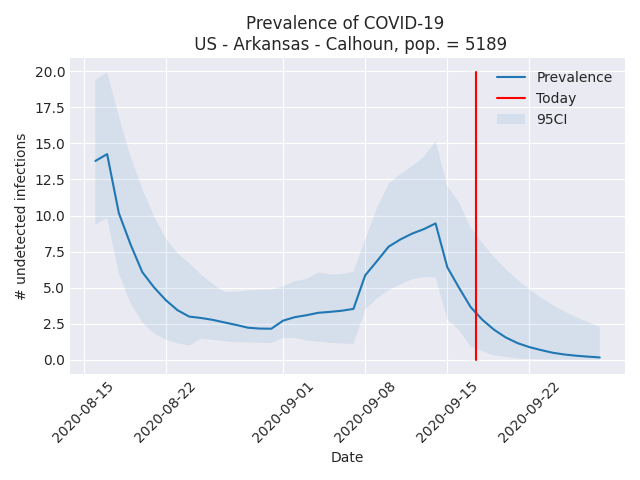 Prevalence of COVID-19
US - Arkansas - Calhoun, pop. = 5189
20.0
17.5
15.0
12.5
10.0
7.5
5.0
2.5
0.0
# undetected infections
Prevalence
Today
95CI
2020-08-15
2020-08-22
2020-09-01
2020-09-08
2020-09-15
2020-09-22
Date